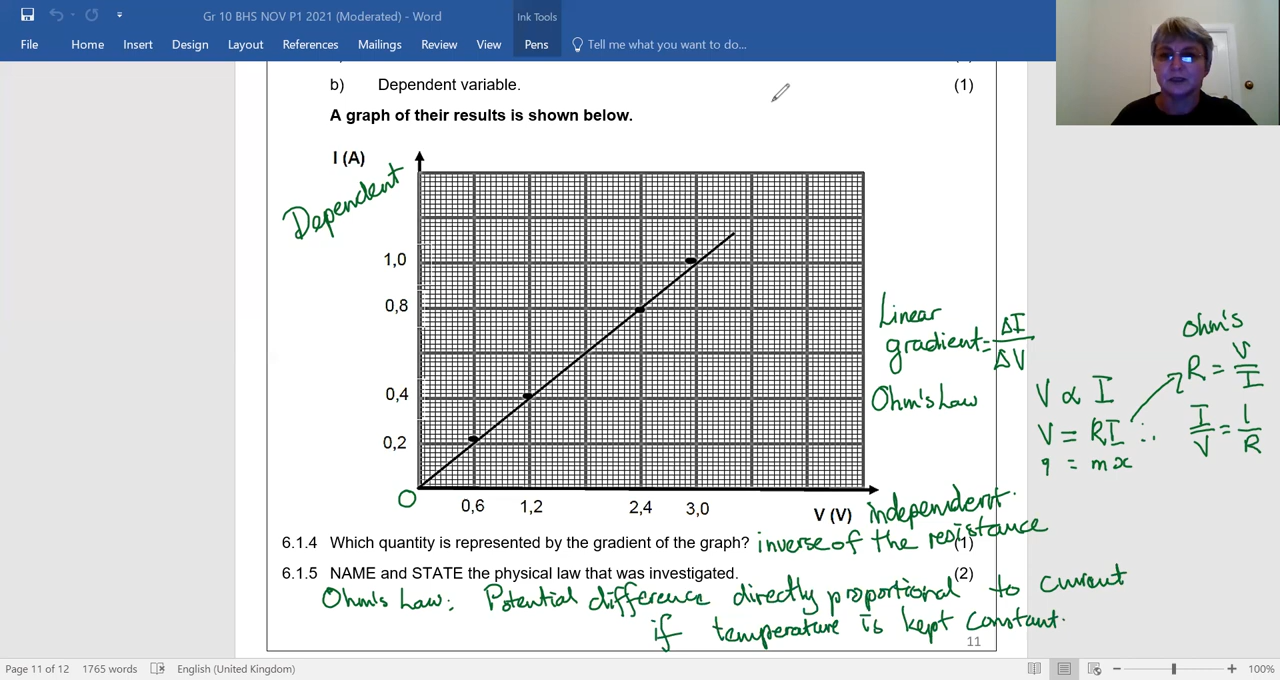 Gr 10 BHS NOV P1 2021 (Moderated) - Word
Ink Tools
File Home Insert Design Layout References Mailings Review View Pens Tell me what you want to do...
b) Dependent variable. (1)
A graph of their results is shown below.
I (A)
Dependent
1,0
0,8
0,4
0,2
O
0,6 1,2 2,4 3,0
V (V)
independent.
Linear
gradient = ΔI/ΔV
Ohm's Law
V ∝ I
V = RI ∴
y = mx
Ohm's
R = V/I
I/V = 1/R
6.1.4 Which quantity is represented by the gradient of the graph? inverse of the resistance (1)
6.1.5 NAME and STATE the physical law that was investigated. (2)
Ohm's Law: Potential difference directly proportional to current
if temperature is kept constant.
11
Page 11 of 12 1765 words English (United Kingdom) 100%